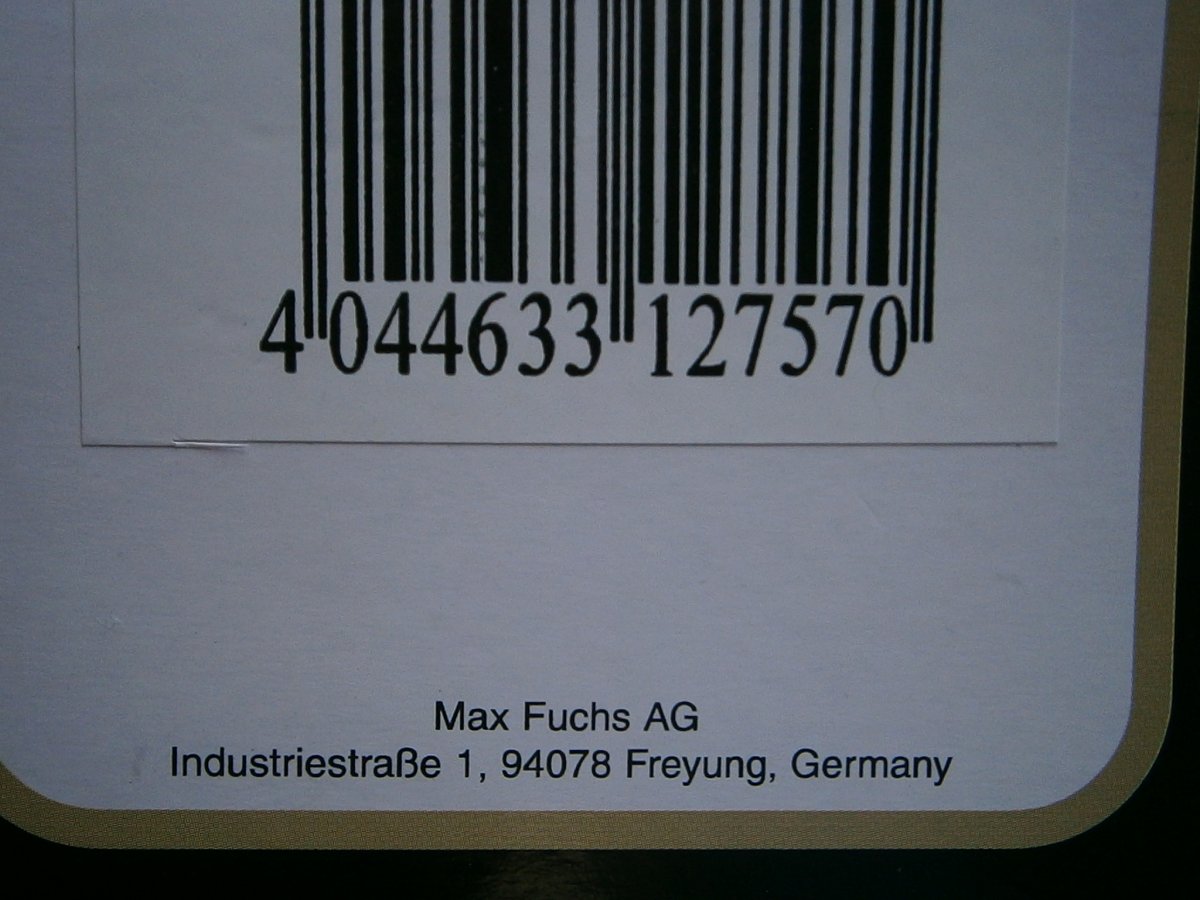 4 044633 127570
Max Fuchs AG
Industriestraße 1, 94078 Freyung, Germany